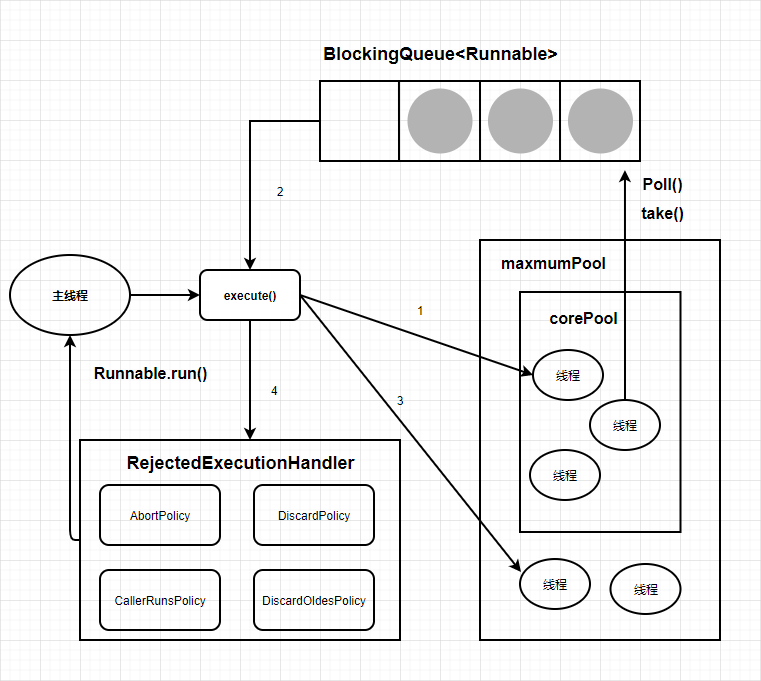 BlockingQueue<Runnable>
Poll()
take()
2
maxmumPool
主线程
execute()
corePool
1
线程
Runnable.run()
4
3
线程
RejectedExecutionHandler
线程
AbortPolicy
DiscardPolicy
线程
线程
CallerRunsPolicy
DiscardOldesPolicy